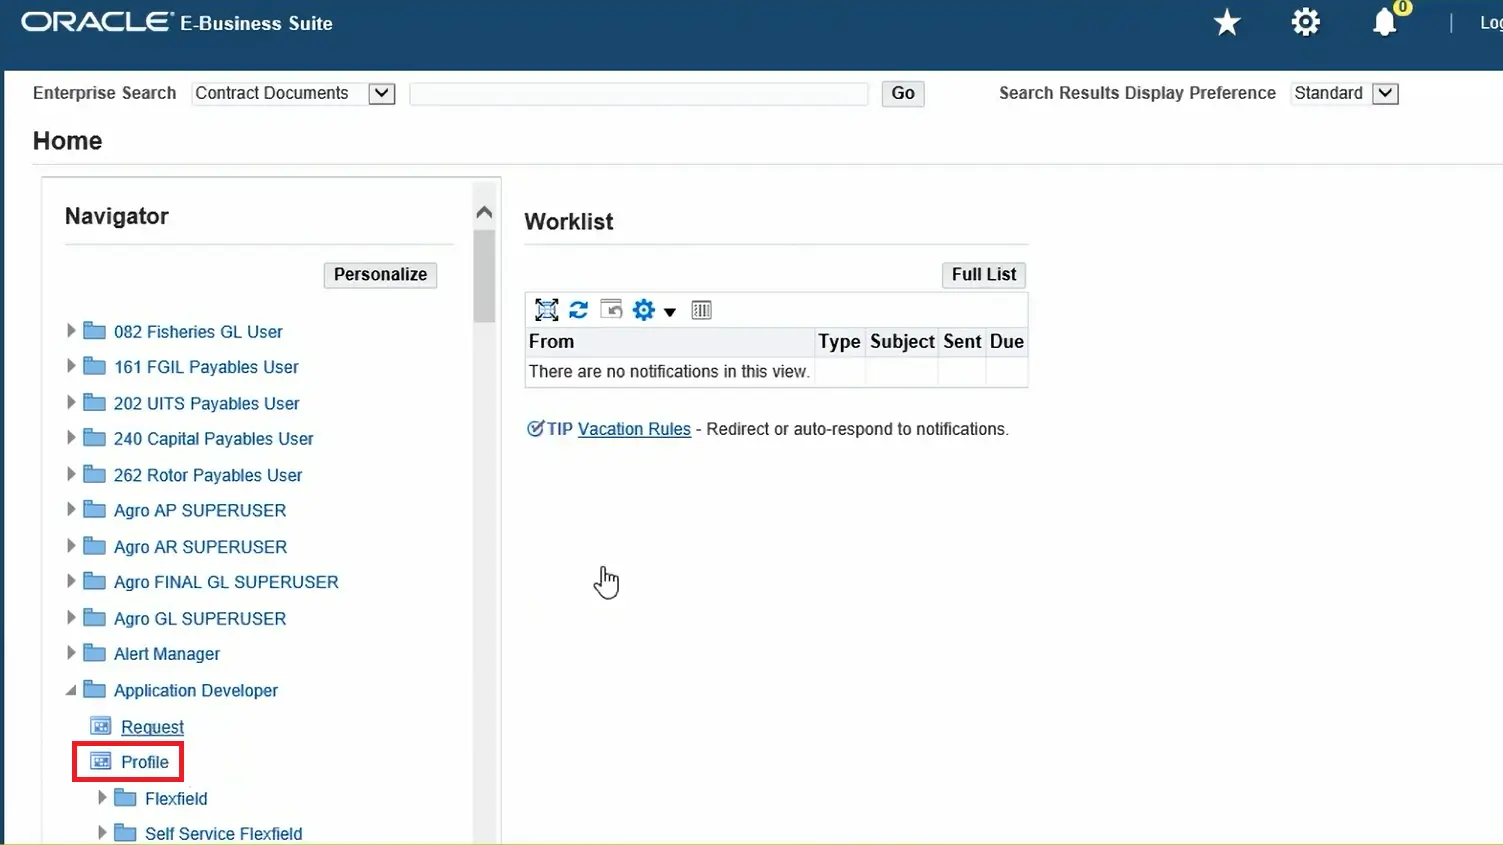 ORACLE E-Business Suite
0
Enterprise Search Contract Documents Go Search Results Display Preference Standard
Home
Navigator
Personalize
082 Fisheries GL User
161 FGIL Payables User
202 UITS Payables User
240 Capital Payables User
262 Rotor Payables User
Agro AP SUPERUSER
Agro AR SUPERUSER
Agro FINAL GL SUPERUSER
Agro GL SUPERUSER
Alert Manager
Application Developer
Request
Profile
Flexfield
Self Service Flexfield
Worklist
Full List
From Type Subject Sent Due
There are no notifications in this view.
TIP Vacation Rules - Redirect or auto-respond to notifications.